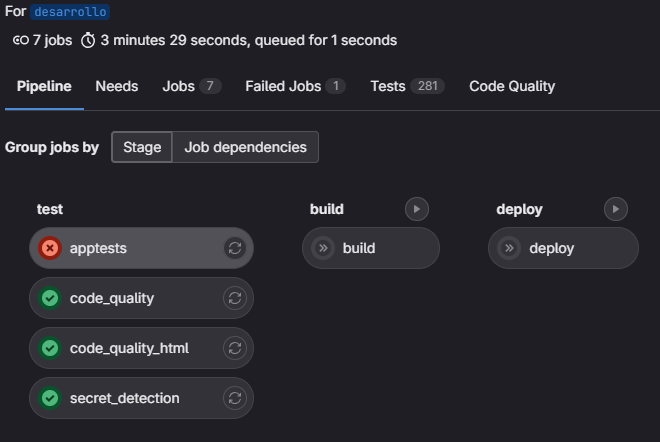 For desarrollo
7 jobs 3 minutes 29 seconds, queued for 1 seconds
Pipeline Needs Jobs 7 Failed Jobs 1 Tests 281 Code Quality
Group jobs by Stage Job dependencies
test build deploy
apptests build deploy
code_quality
code_quality_html
secret_detection